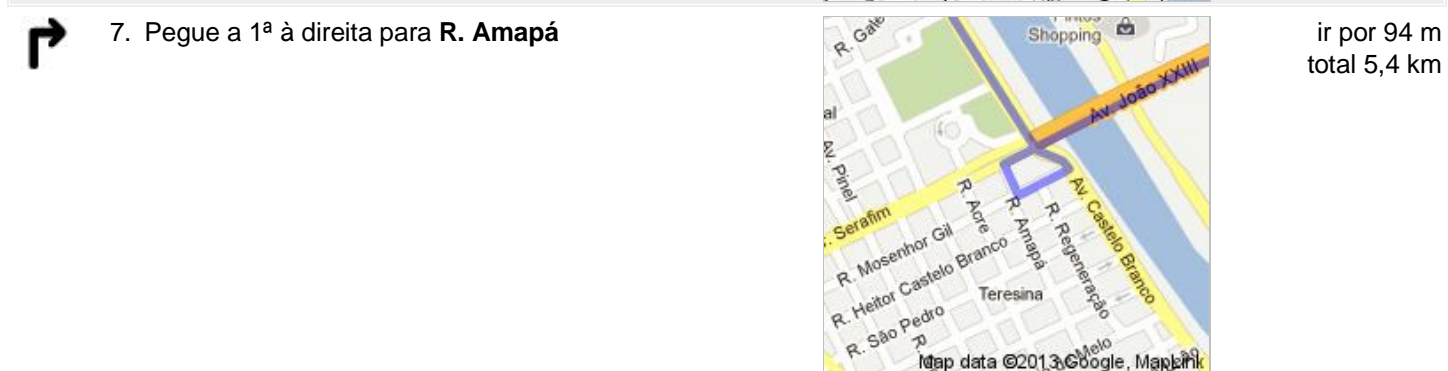 7. Pegue a 1ª à direita para R. Amapá
ir por 94 m
total 5,4 km
Shopping
Av. João XXIII
Av. Pinel
R. Acre
R. Amapá
R. Regeneração
Av. Castelo Branco
Serafim
R. Mosenhor Gil
R. Heitor Castelo Branco
Teresina
R. São Pedro
Melo
Map data ©2013 Google, MapLink